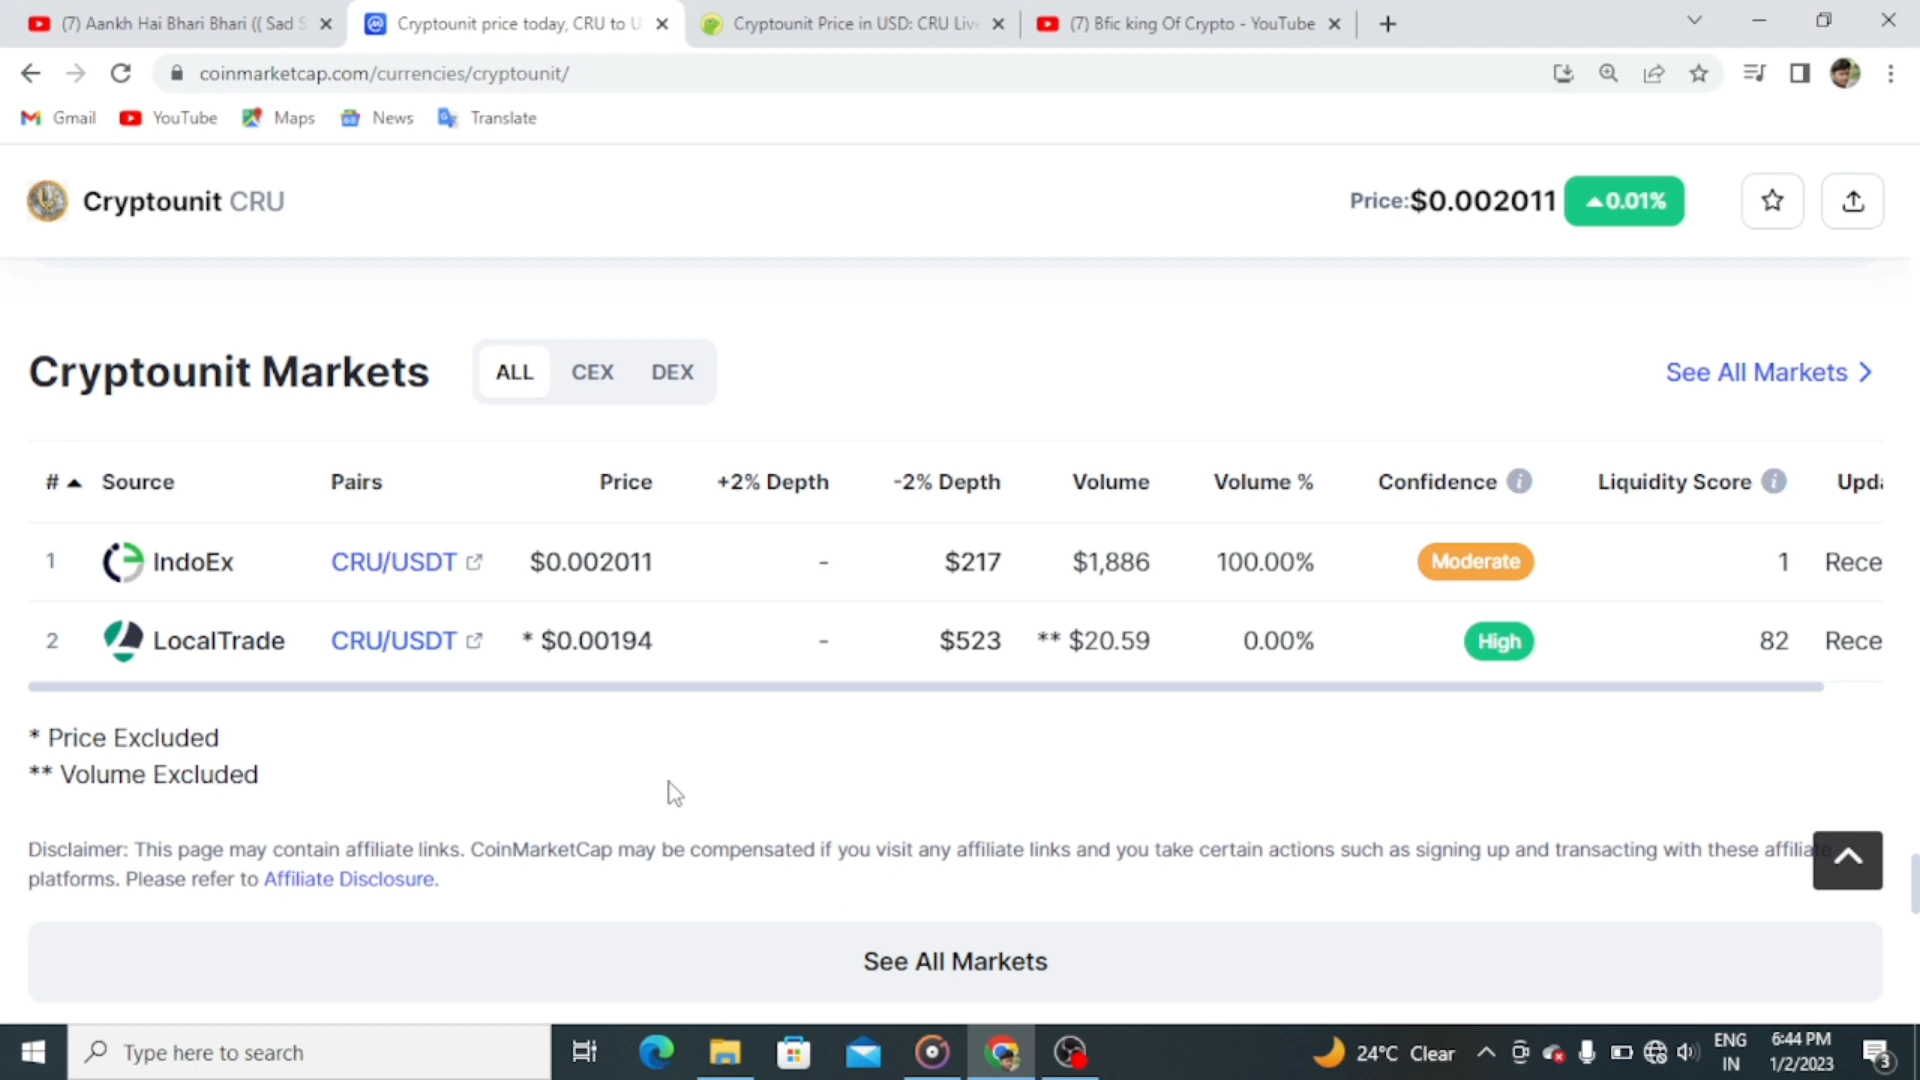 (7) Aankh Hai Bhari Bhari (( Sad S
Cryptounit price today, CRU to U
Cryptounit Price in USD: CRU Live
(7) Bfic king Of Crypto - YouTube
coinmarketcap.com/currencies/cryptounit/
Gmail YouTube Maps News Translate
Cryptounit CRU
Price:$0.002011 ▲0.01%
Cryptounit Markets ALL CEX DEX
See All Markets >
# Source Pairs Price +2% Depth -2% Depth Volume Volume % Confidence Liquidity Score Upda
1 IndoEx CRU/USDT $0.002011 - $217 $1,886 100.00% Moderate 1 Rece
2 LocalTrade CRU/USDT * $0.00194 - $523 ** $20.59 0.00% High 82 Rece
* Price Excluded
** Volume Excluded
Disclaimer: This page may contain affiliate links. CoinMarketCap may be compensated if you visit any affiliate links and you take certain actions such as signing up and transacting with these affiliate
platforms. Please refer to Affiliate Disclosure.
See All Markets
Type here to search
24°C Clear
ENG
IN
6:44 PM
1/2/2023
3